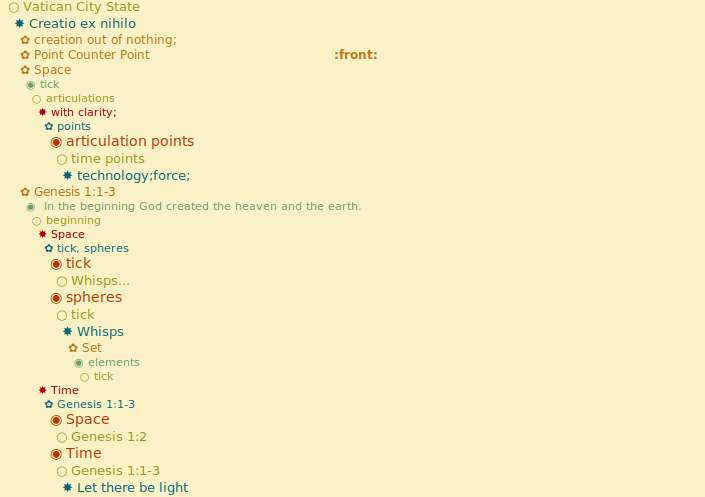 Vatican City State
Creatio ex nihilo
creation out of nothing;
Point Counter Point :front:
Space
tick
articulations
with clarity;
points
articulation points
time points
technology;force;
Genesis 1:1-3
In the beginning God created the heaven and the earth.
beginning
Space
tick, spheres
tick
Whisps...
spheres
tick
Whisps
Set
elements
tick
Time
Genesis 1:1-3
Space
Genesis 1:2
Time
Genesis 1:1-3
Let there be light